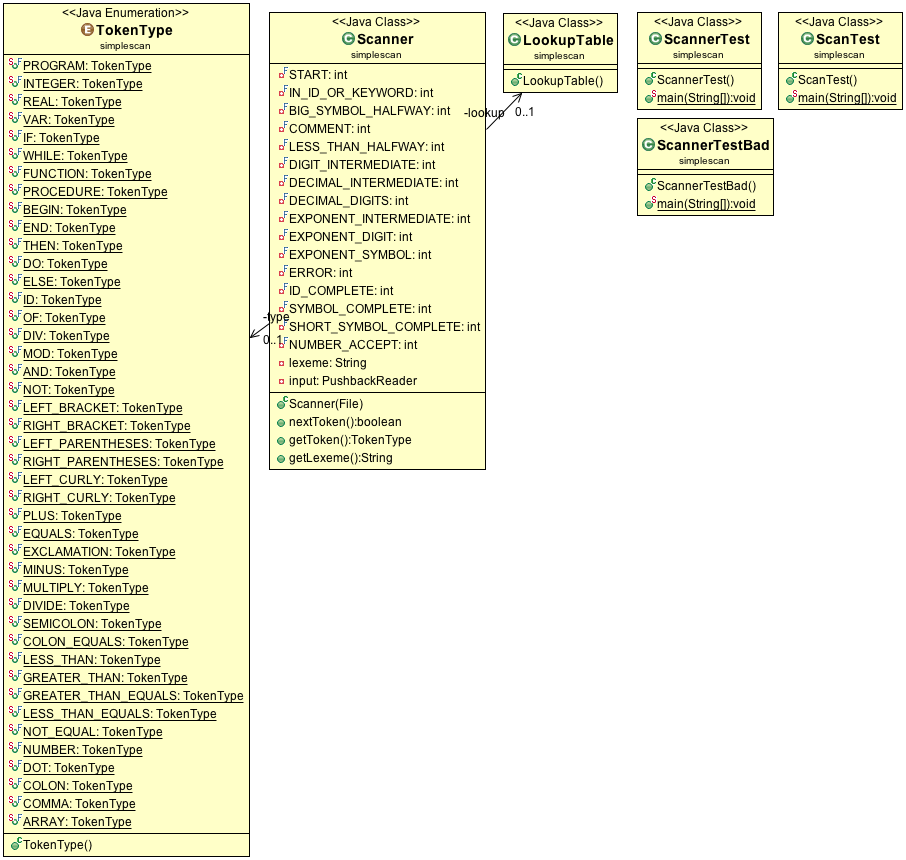 <<Java Enumeration>>
TokenType
simplescan
PROGRAM: TokenType
INTEGER: TokenType
REAL: TokenType
VAR: TokenType
IF: TokenType
WHILE: TokenType
FUNCTION: TokenType
PROCEDURE: TokenType
BEGIN: TokenType
END: TokenType
THEN: TokenType
DO: TokenType
ELSE: TokenType
ID: TokenType
OF: TokenType
DIV: TokenType
MOD: TokenType
AND: TokenType
NOT: TokenType
LEFT_BRACKET: TokenType
RIGHT_BRACKET: TokenType
LEFT_PARENTHESES: TokenType
RIGHT_PARENTHESES: TokenType
LEFT_CURLY: TokenType
RIGHT_CURLY: TokenType
PLUS: TokenType
EQUALS: TokenType
EXCLAMATION: TokenType
MINUS: TokenType
MULTIPLY: TokenType
DIVIDE: TokenType
SEMICOLON: TokenType
COLON_EQUALS: TokenType
LESS_THAN: TokenType
GREATER_THAN: TokenType
GREATER_THAN_EQUALS: TokenType
LESS_THAN_EQUALS: TokenType
NOT_EQUAL: TokenType
NUMBER: TokenType
DOT: TokenType
COLON: TokenType
COMMA: TokenType
ARRAY: TokenType
TokenType()
-type
0..1
<<Java Class>>
Scanner
simplescan
START: int
IN_ID_OR_KEYWORD: int
BIG_SYMBOL_HALFWAY: int
COMMENT: int
LESS_THAN_HALFWAY: int
DIGIT_INTERMEDIATE: int
DECIMAL_INTERMEDIATE: int
DECIMAL_DIGITS: int
EXPONENT_INTERMEDIATE: int
EXPONENT_DIGIT: int
EXPONENT_SYMBOL: int
ERROR: int
ID_COMPLETE: int
SYMBOL_COMPLETE: int
SHORT_SYMBOL_COMPLETE: int
NUMBER_ACCEPT: int
lexeme: String
input: PushbackReader
Scanner(File)
nextToken():boolean
getToken():TokenType
getLexeme():String
-lookup
0..1
<<Java Class>>
LookupTable
simplescan
LookupTable()
<<Java Class>>
ScannerTest
simplescan
ScannerTest()
main(String[]):void
<<Java Class>>
ScanTest
simplescan
ScanTest()
main(String[]):void
<<Java Class>>
ScannerTestBad
simplescan
ScannerTestBad()
main(String[]):void